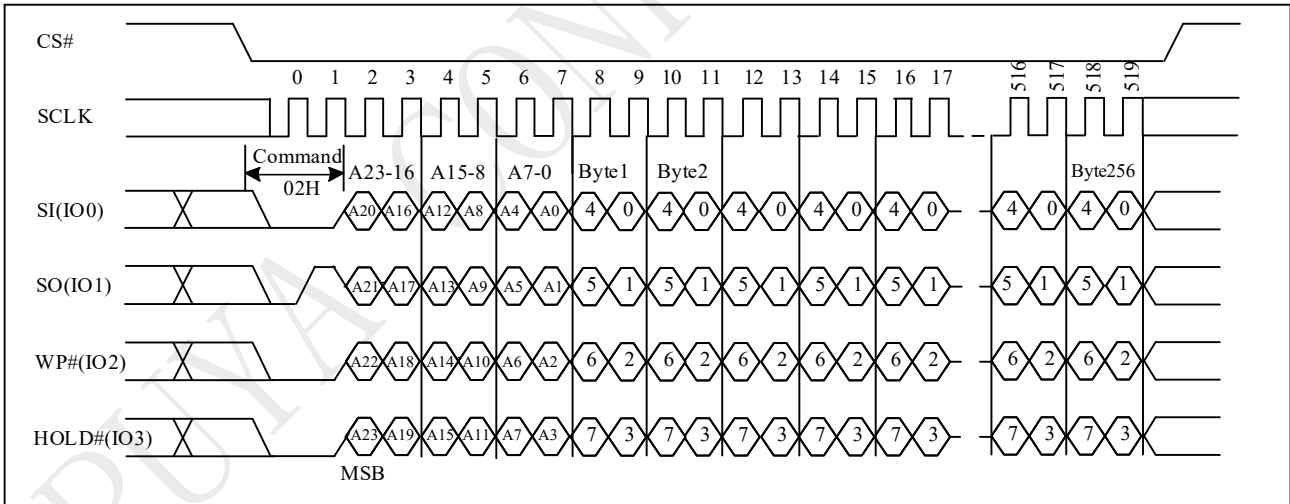 CS#
0 1 2 3 4 5 6 7 8 9 10 11 12 13 14 15 16 17 516 517 518 519
SCLK
Command
02H
A23-16 A15-8 A7-0 Byte1 Byte2 Byte256
SI(IO0) A20 A16 A12 A8 A4 A0 4 0 4 0 4 0 4 0 4 0 4 0 4 0
SO(IO1) A21 A17 A13 A9 A5 A1 5 1 5 1 5 1 5 1 5 1 5 1 5 1
WP#(IO2) A22 A18 A14 A10 A6 A2 6 2 6 2 6 2 6 2 6 2 6 2 6 2
HOLD#(IO3) A23 A19 A15 A11 A7 A3 7 3 7 3 7 3 7 3 7 3 7 3 7 3
MSB
PUYA CON